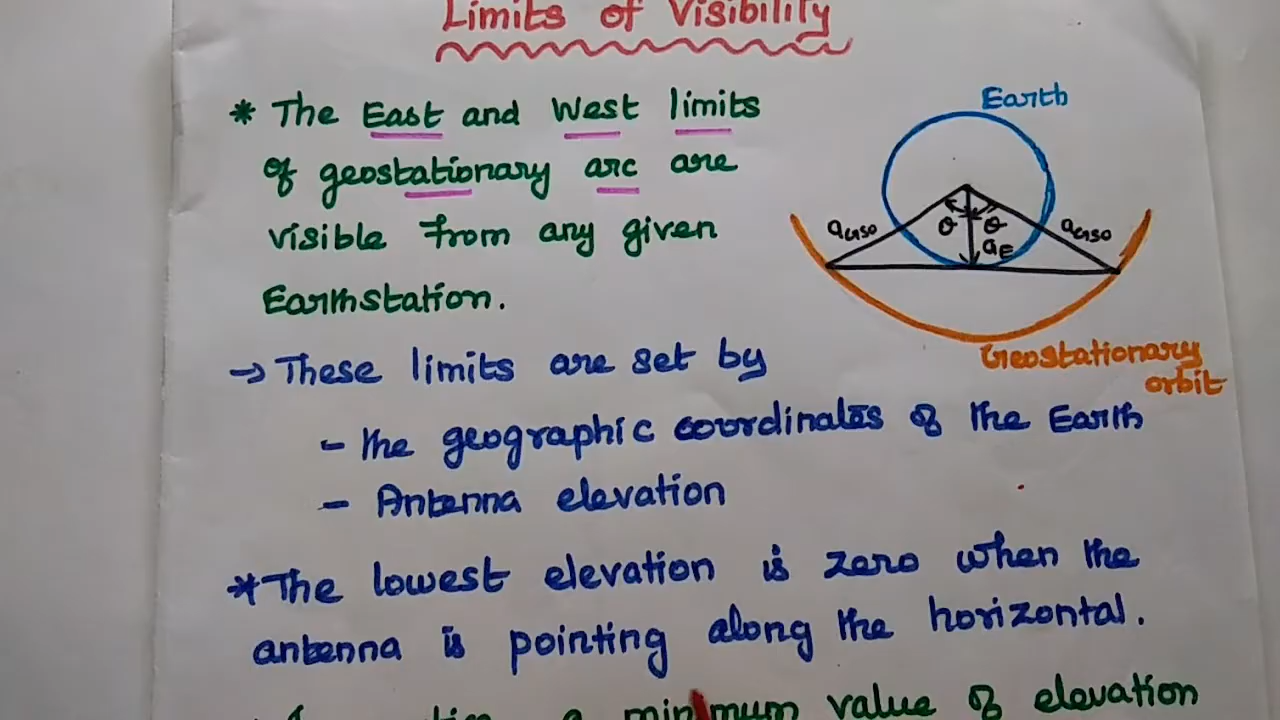 Limits of Visibility
* The East and West limits
of geostationary arc are
visible from any given
Earthstation.
Earth
aGSO
θ θ
aGSO
aE
Geostationary
orbit
→ These limits are set by
- the geographic coordinates of the Earth
- Antenna elevation
* The lowest elevation is zero when the
antenna is pointing along the horizontal.
a minimum value of elevation